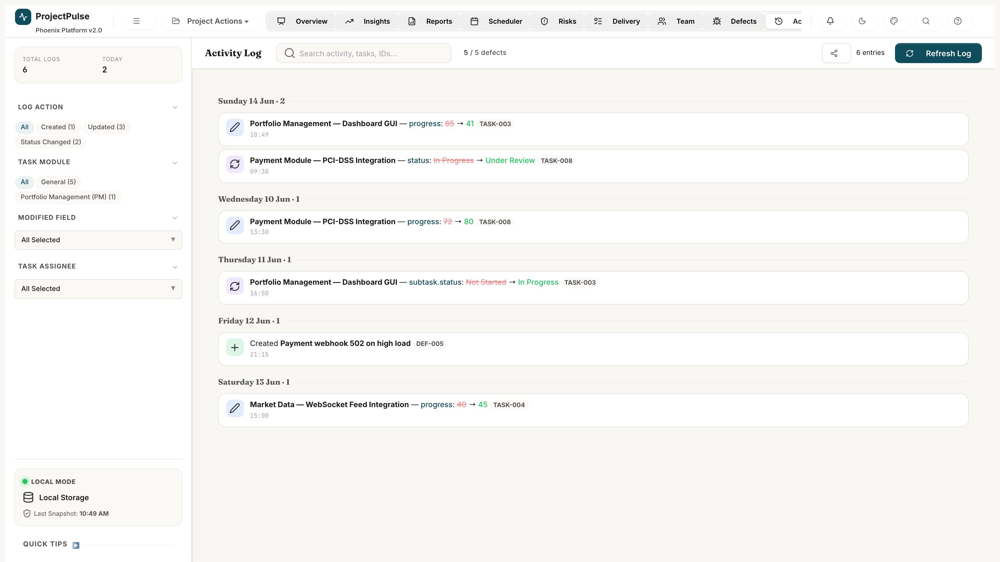 ProjectPulse
Phoenix Platform v2.0
Project Actions
Overview
Insights
Reports
Scheduler
Risks
Delivery
Team
Defects
Ac
TOTAL LOGS
6
TODAY
2
LOG ACTION
All
Created (1)
Updated (3)
Status Changed (2)
TASK MODULE
All
General (5)
Portfolio Management (PM) (1)
MODIFIED FIELD
All Selected
TASK ASSIGNEE
All Selected
LOCAL MODE
Local Storage
Last Snapshot: 10:49 AM
QUICK TIPS
Activity Log
Search activity, tasks, IDs...
5 / 5 defects
6 entries
Refresh Log
Sunday 14 Jun · 2
Portfolio Management — Dashboard GUI — progress: 65 → 41 TASK-003
10:49
Payment Module — PCI-DSS Integration — status: In Progress → Under Review TASK-008
09:30
Wednesday 10 Jun · 1
Payment Module — PCI-DSS Integration — progress: 72 → 80 TASK-008
13:30
Thursday 11 Jun · 1
Portfolio Management — Dashboard GUI — subtask.status: Not Started → In Progress TASK-003
16:50
Friday 12 Jun · 1
Created Payment webhook 502 on high load DEF-005
21:15
Saturday 13 Jun · 1
Market Data — WebSocket Feed Integration — progress: 40 → 45 TASK-004
15:00